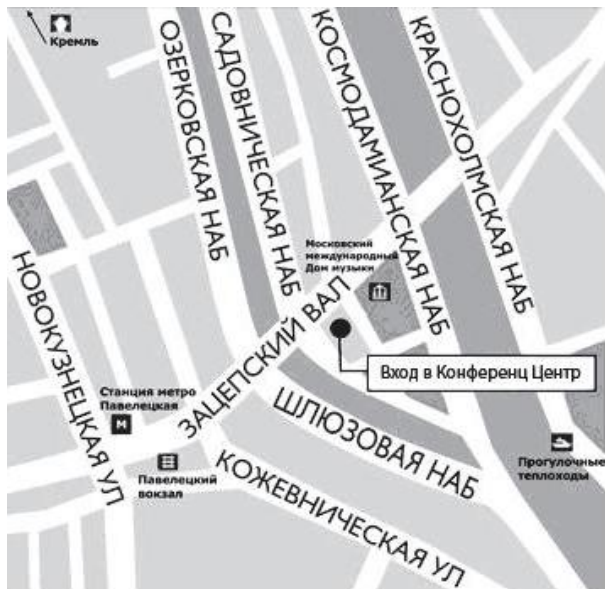 Кремль
ОЗЕРКОВСКАЯ НАБ
САДОВНИЧЕСКАЯ НАБ
КОСМОДАМИАНСКАЯ НАБ
КРАСНОХОЛМСКАЯ НАБ
Московский
международный
Дом музыки
НОВОКУЗНЕЦКАЯ УЛ
ЗАЦЕПСКИЙ ВАЛ
Вход в Конференц Центр
Станция метро
Павелецкая
М
ШЛЮЗОВАЯ НАБ
Павелецкий
вокзал
КОЖЕВНИЧЕСКАЯ УЛ
Прогулочные
теплоходы